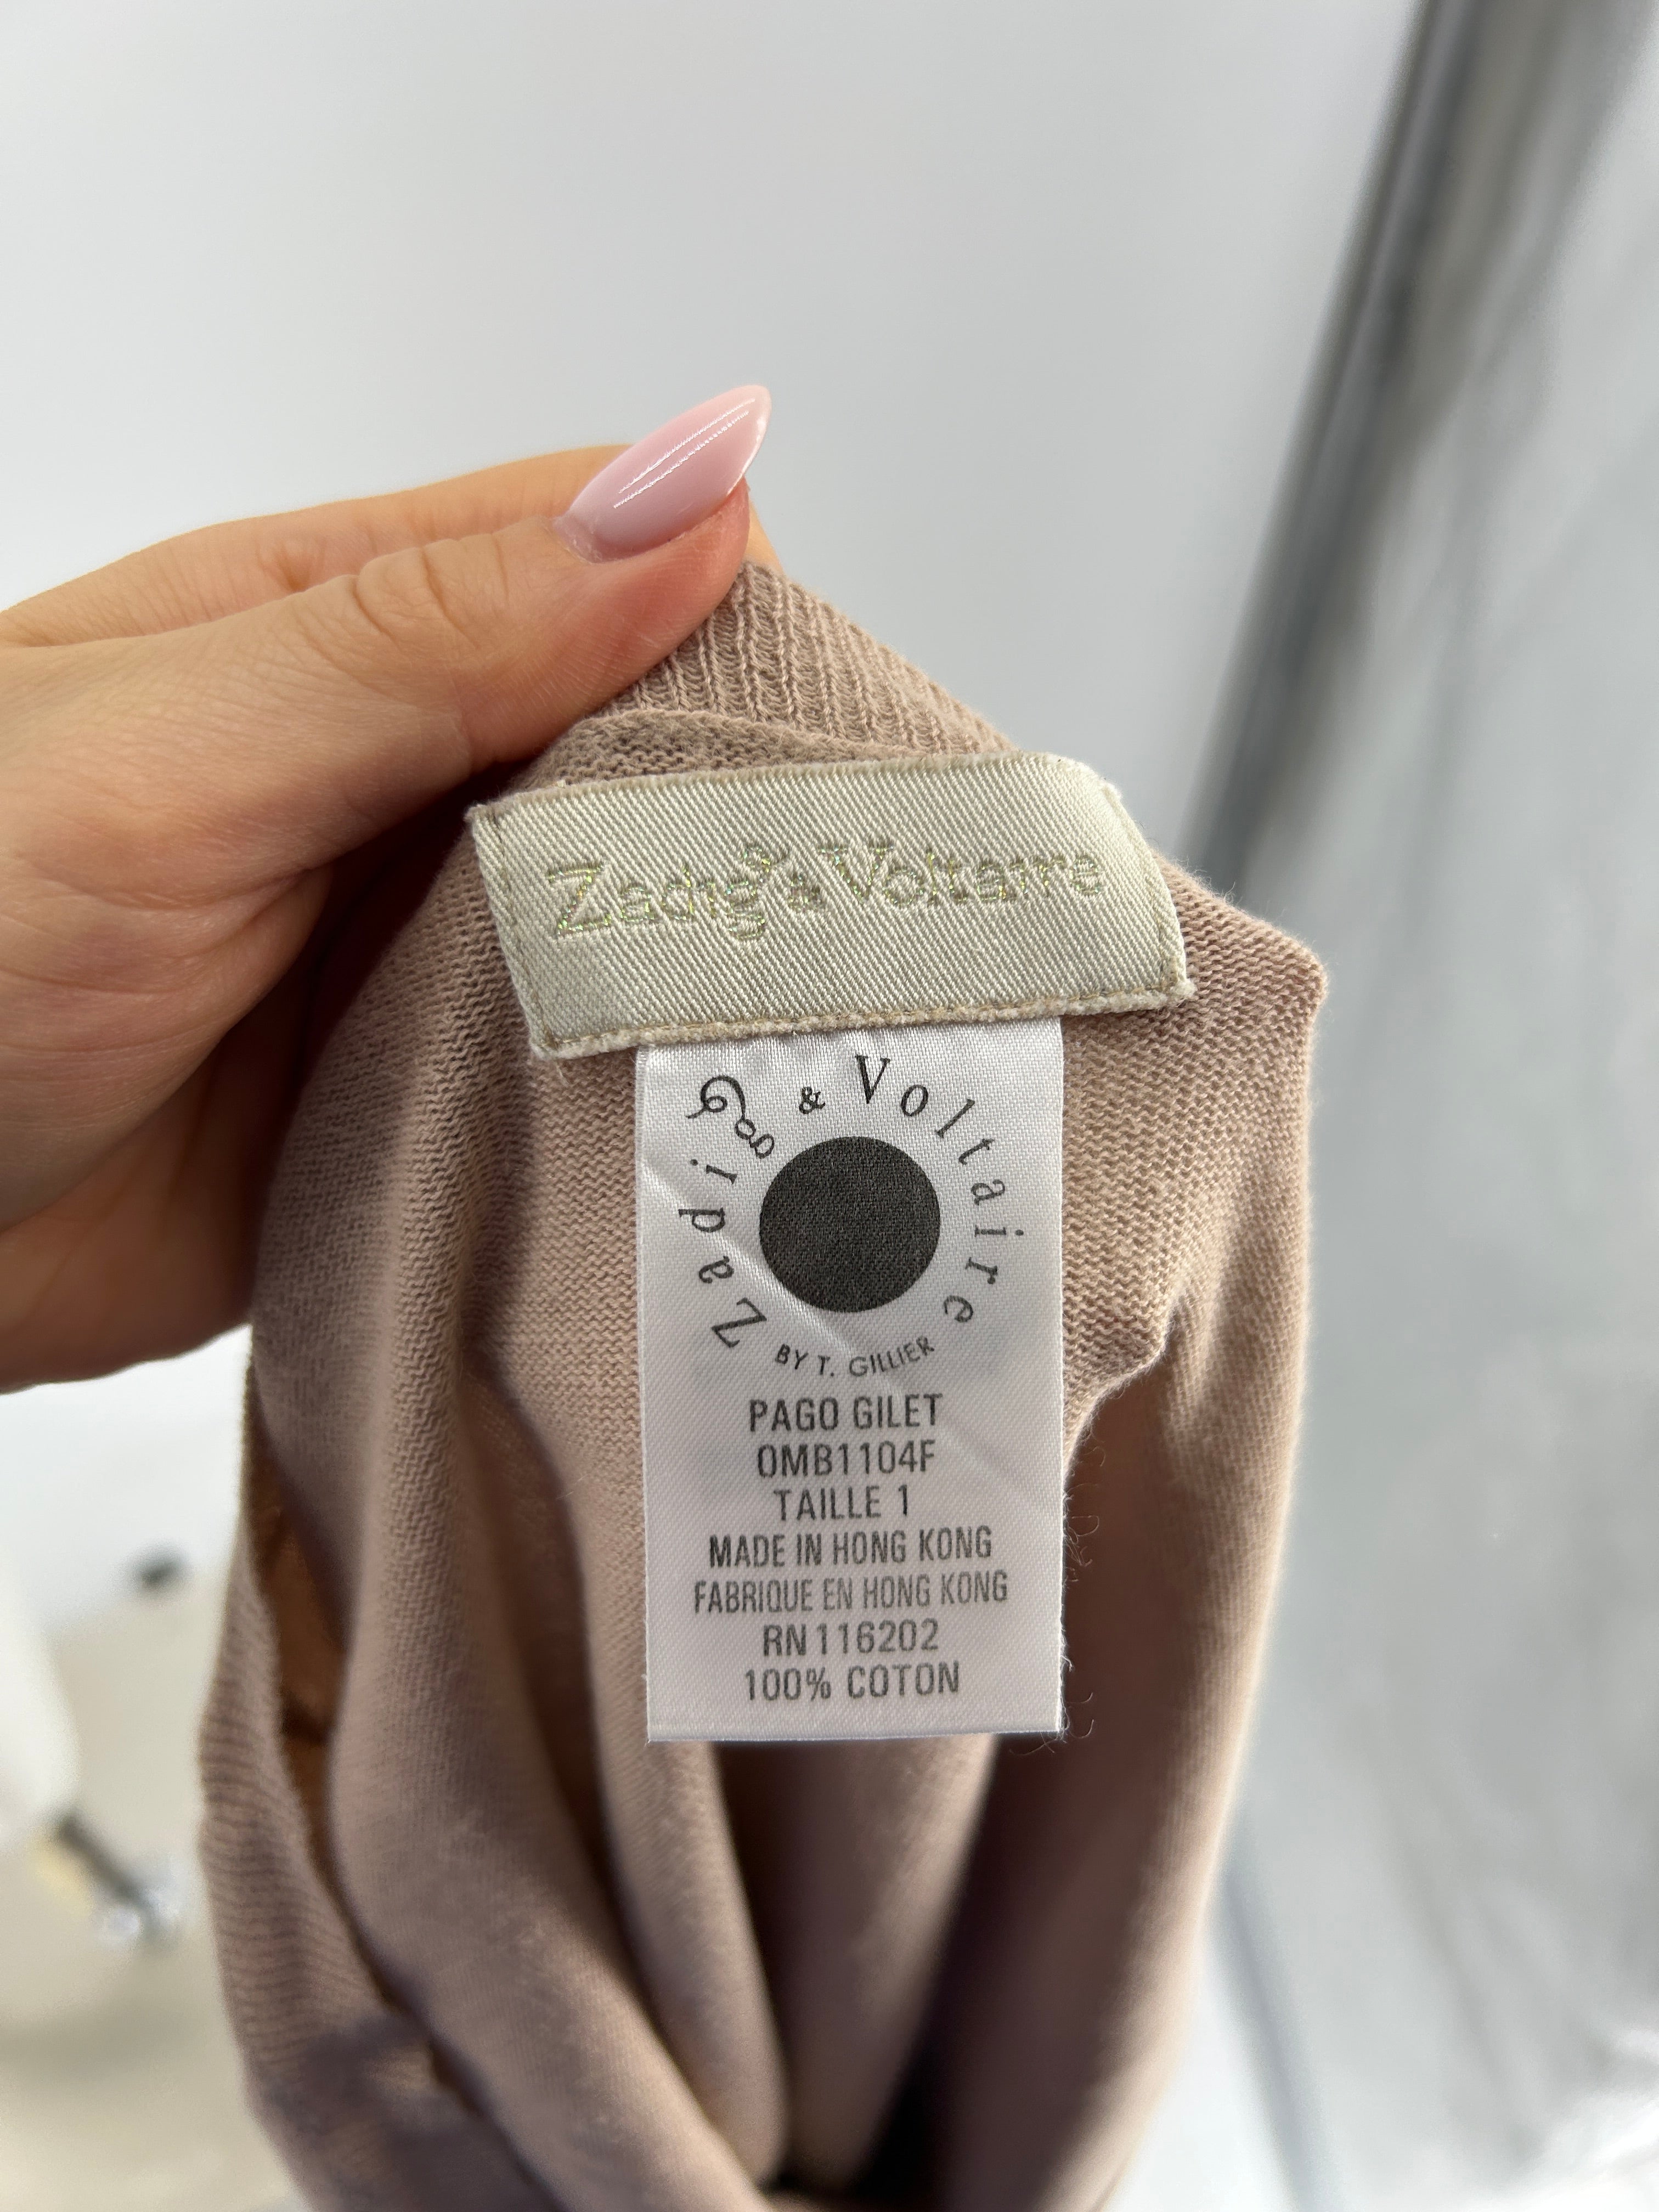 Zadig & Voltaire
Zadig & Voltaire
BY T. GILLIER
PAGO GILET
0MB1104F
TAILLE 1
MADE IN HONG KONG
FABRIQUE EN HONG KONG
RN 116202
100% COTON